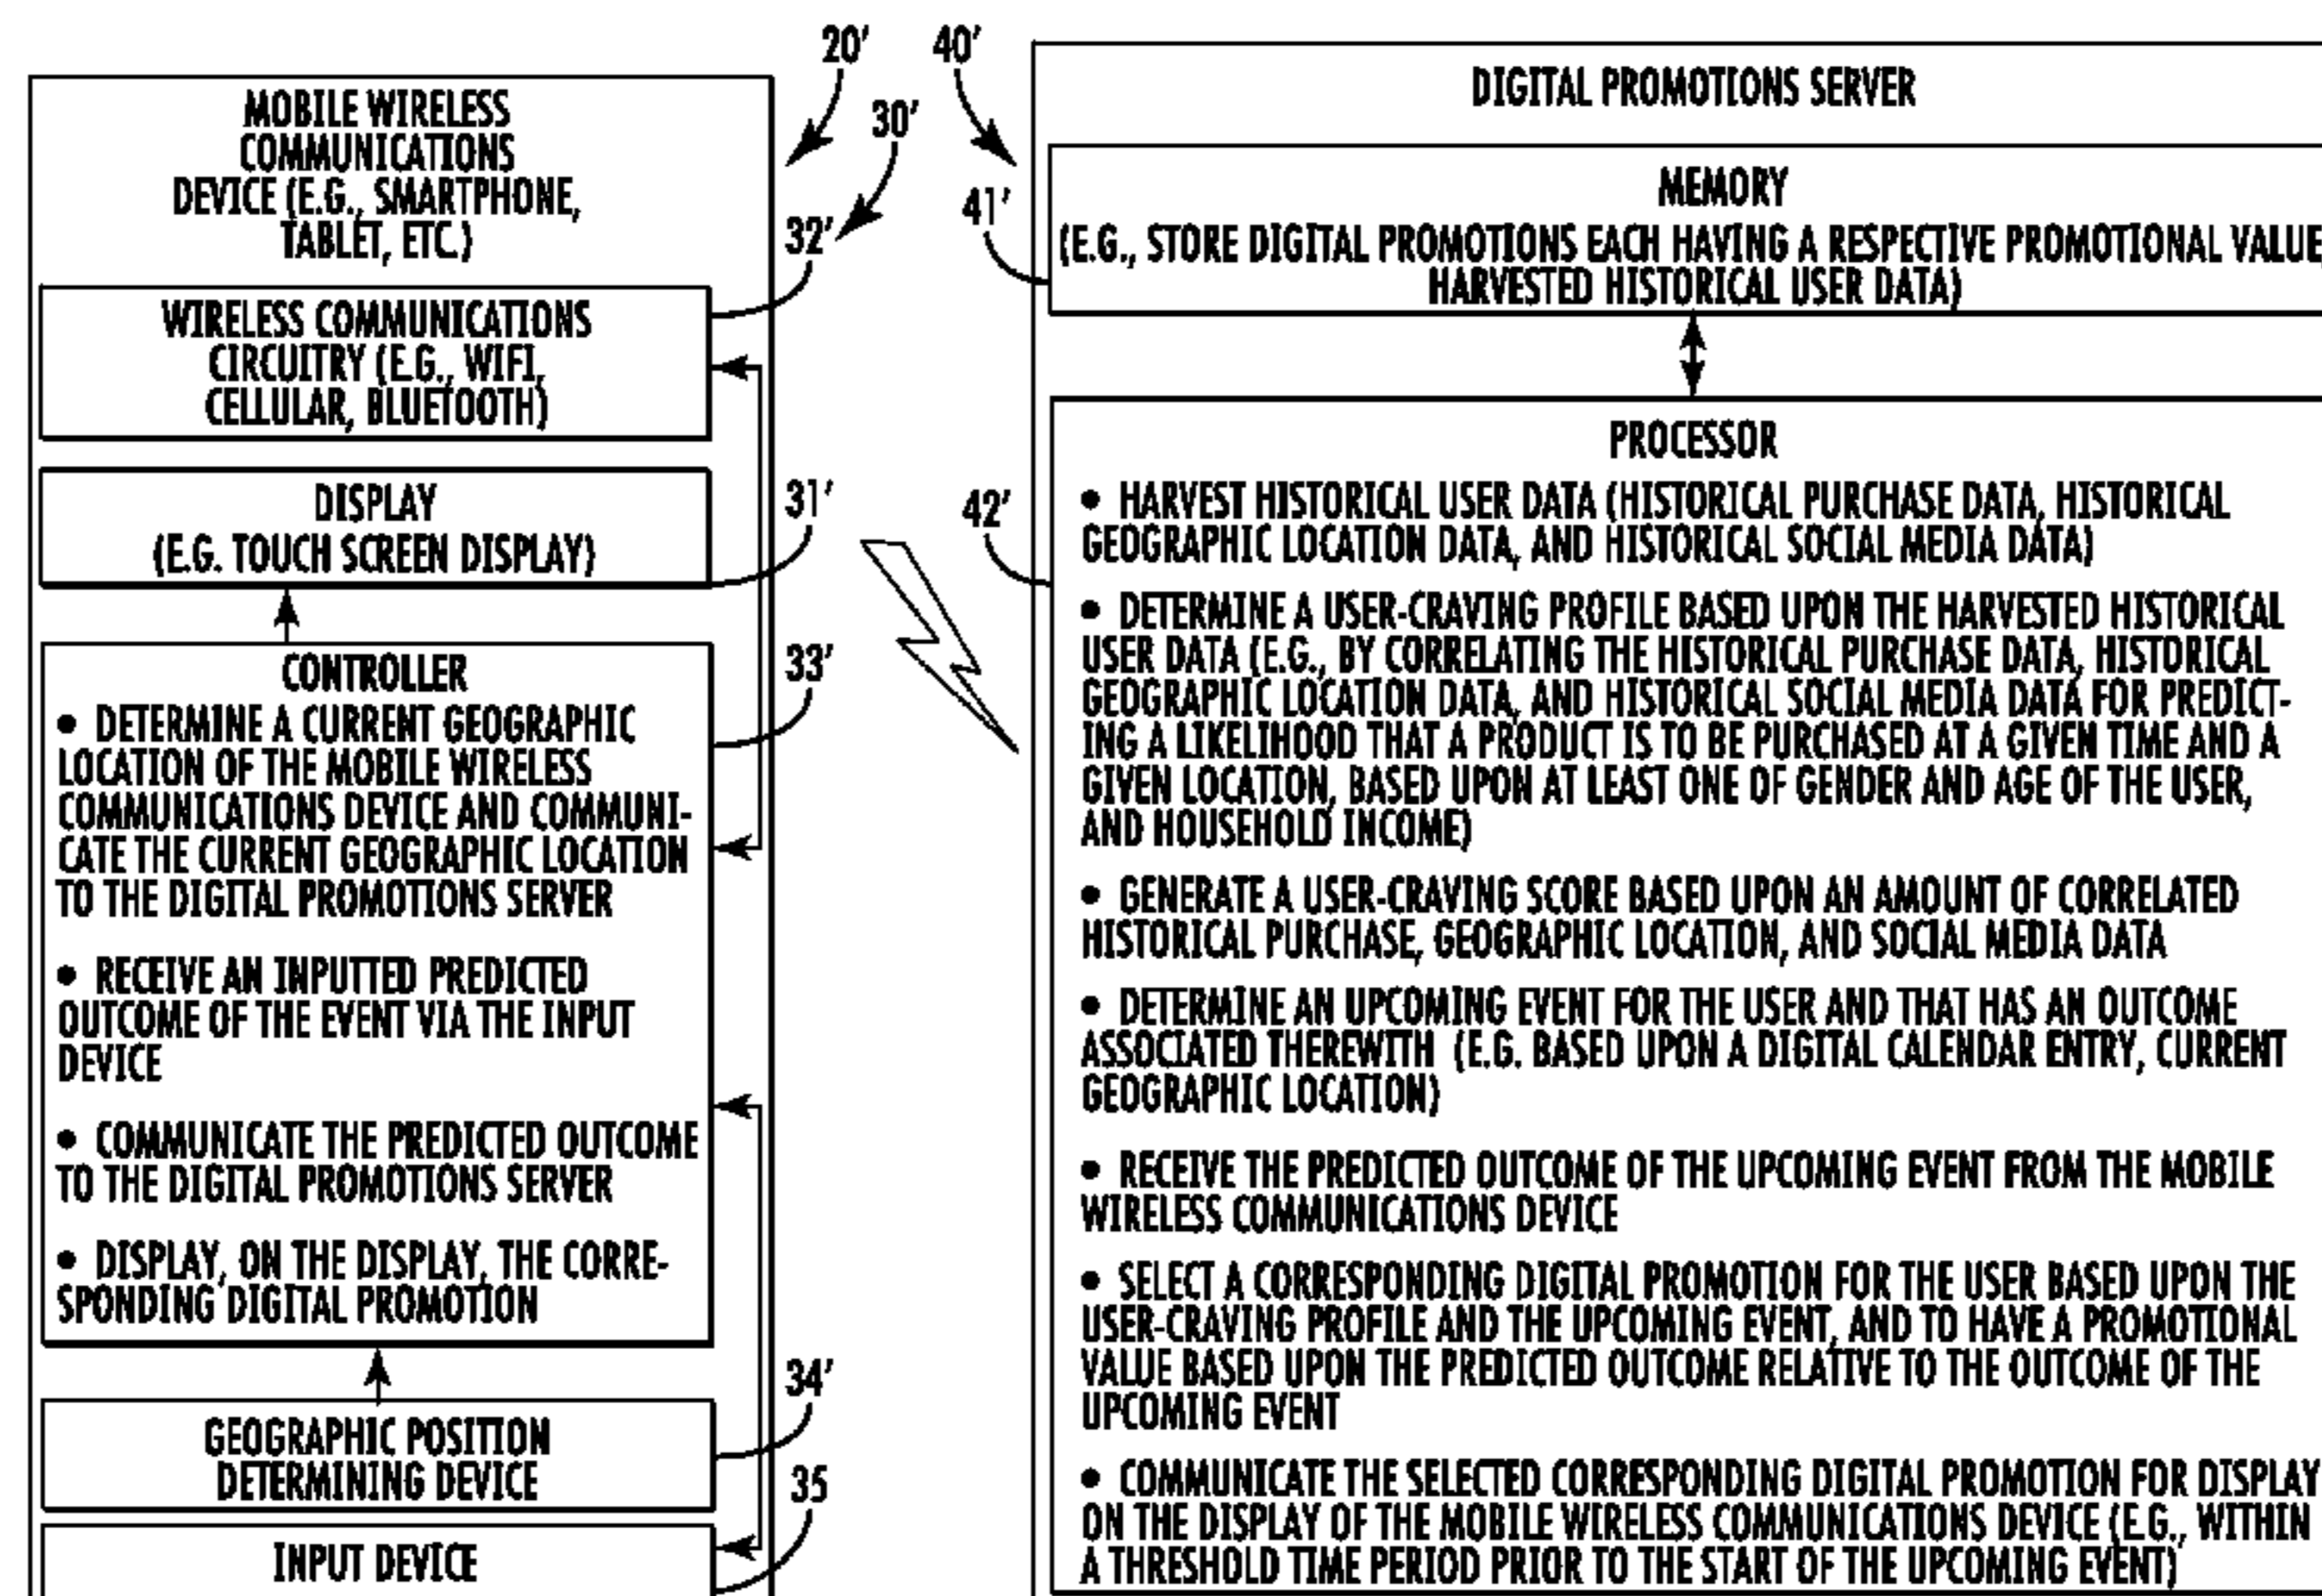 20'
40'
30'
MOBILE WIRELESS
COMMUNICATIONS
DEVICE (E.G., SMARTPHONE,
TABLET, ETC.)
32'
WIRELESS COMMUNICATIONS
CIRCUITRY (E.G., WIFI,
CELLULAR, BLUETOOTH)
DISPLAY
(E.G. TOUCH SCREEN DISPLAY)
31'
CONTROLLER
33'
• DETERMINE A CURRENT GEOGRAPHIC
LOCATION OF THE MOBILE WIRELESS
COMMUNICATIONS DEVICE AND COMMUNI-
CATE THE CURRENT GEOGRAPHIC LOCATION
TO THE DIGITAL PROMOTIONS SERVER
• RECEIVE AN INPUTTED PREDICTED
OUTCOME OF THE EVENT VIA THE INPUT
DEVICE
• COMMUNICATE THE PREDICTED OUTCOME
TO THE DIGITAL PROMOTIONS SERVER
• DISPLAY, ON THE DISPLAY, THE CORRE-
SPONDING DIGITAL PROMOTION
34'
GEOGRAPHIC POSITION
DETERMINING DEVICE
35
INPUT DEVICE
DIGITAL PROMOTIONS SERVER
41'
MEMORY
(E.G., STORE DIGITAL PROMOTIONS EACH HAVING A RESPECTIVE PROMOTIONAL VALUE,
HARVESTED HISTORICAL USER DATA)
42'
PROCESSOR
• HARVEST HISTORICAL USER DATA (HISTORICAL PURCHASE DATA, HISTORICAL
GEOGRAPHIC LOCATION DATA, AND HISTORICAL SOCIAL MEDIA DATA)
• DETERMINE A USER-CRAVING PROFILE BASED UPON THE HARVESTED HISTORICAL
USER DATA (E.G., BY CORRELATING THE HISTORICAL PURCHASE DATA, HISTORICAL
GEOGRAPHIC LOCATION DATA, AND HISTORICAL SOCIAL MEDIA DATA FOR PREDICT-
ING A LIKELIHOOD THAT A PRODUCT IS TO BE PURCHASED AT A GIVEN TIME AND A
GIVEN LOCATION, BASED UPON AT LEAST ONE OF GENDER AND AGE OF THE USER,
AND HOUSEHOLD INCOME)
• GENERATE A USER-CRAVING SCORE BASED UPON AN AMOUNT OF CORRELATED
HISTORICAL PURCHASE, GEOGRAPHIC LOCATION, AND SOCIAL MEDIA DATA
• DETERMINE AN UPCOMING EVENT FOR THE USER AND THAT HAS AN OUTCOME
ASSOCIATED THEREWITH (E.G. BASED UPON A DIGITAL CALENDAR ENTRY, CURRENT
GEOGRAPHIC LOCATION)
• RECEIVE THE PREDICTED OUTCOME OF THE UPCOMING EVENT FROM THE MOBILE
WIRELESS COMMUNICATIONS DEVICE
• SELECT A CORRESPONDING DIGITAL PROMOTION FOR THE USER BASED UPON THE
USER-CRAVING PROFILE AND THE UPCOMING EVENT, AND TO HAVE A PROMOTIONAL
VALUE BASED UPON THE PREDICTED OUTCOME RELATIVE TO THE OUTCOME OF THE
UPCOMING EVENT
• COMMUNICATE THE SELECTED CORRESPONDING DIGITAL PROMOTION FOR DISPLAY
ON THE DISPLAY OF THE MOBILE WIRELESS COMMUNICATIONS DEVICE (E.G., WITHIN
A THRESHOLD TIME PERIOD PRIOR TO THE START OF THE UPCOMING EVENT)